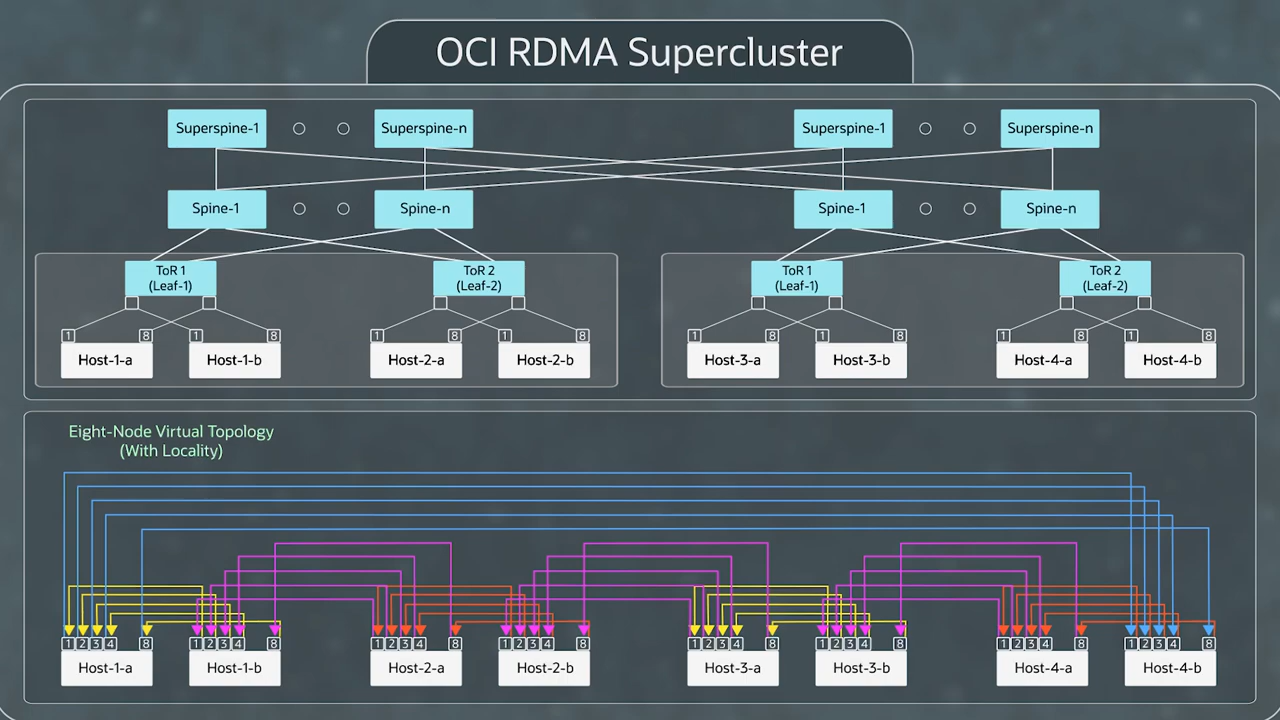 OCI RDMA Supercluster
Superspine-1 Superspine-n Superspine-1 Superspine-n
Spine-1 Spine-n Spine-1 Spine-n
ToR 1 ToR 2 ToR 1 ToR 2
(Leaf-1) (Leaf-2) (Leaf-1) (Leaf-2)
1 8 1 8 1 8 1 8 1 8 1 8 1 8 1 8
Host-1-a Host-1-b Host-2-a Host-2-b Host-3-a Host-3-b Host-4-a Host-4-b
Eight-Node Virtual Topology
(With Locality)
1 2 3 4 8 1 2 3 4 8 1 2 3 4 8 1 2 3 4 8 1 2 3 4 8 1 2 3 4 8 1 2 3 4 8 1 2 3 4 8
Host-1-a Host-1-b Host-2-a Host-2-b Host-3-a Host-3-b Host-4-a Host-4-b